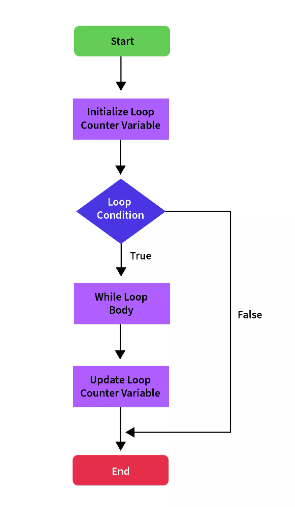 Start
Initialize Loop
Counter Variable
Loop
Condition
True
While Loop
Body
False
Update Loop
Counter Variable
End